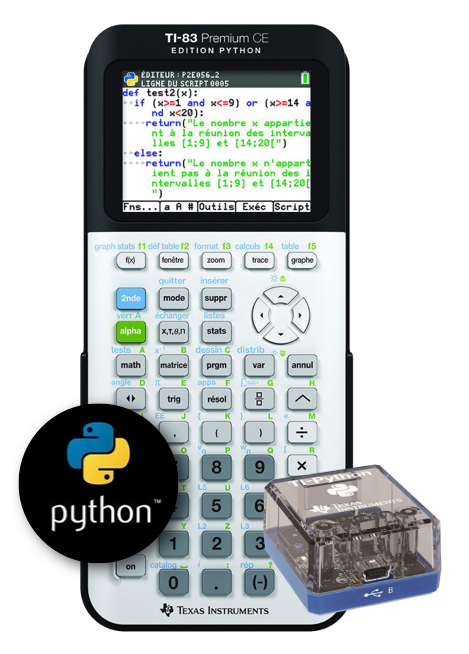 TI-83 Premium CE
EDITION PYTHON
ÉDITEUR : P2E056_2
LIGNE DU SCRIPT 0005
def test2(x):
if (x>=1 and x<=9) or (x>=14 a
nd x<20):
return("Le nombre x appartie
nt à la réunion des interva
lles [1;9] et [14;20[")
else:
return("Le nombre x n'appart
ient pas à la réunion des i
ntervalles [1;9] et [14;20[
")
Fns... a A # Outils Exéc Script
graph stats f1 déf table f2 format f3 calculs f4 table f5
f(x) fenêtre zoom trace graphe
quitter insérer
2nde mode suppr
verr A échanger listes
alpha X,T,θ,n stats
tests A B dessin C distrib
math matrice prgm var annul
angle D π E apps F G H
trig résol
EE J { K } L e M
, ( ) ÷
8 9 ×
L5 U L6
5 6
L2 Z L3
1 2 3
on catalog i : rép ?
0 . (-)
TEXAS INSTRUMENTS
python™
TI-Python
TEXAS INSTRUMENTS
B